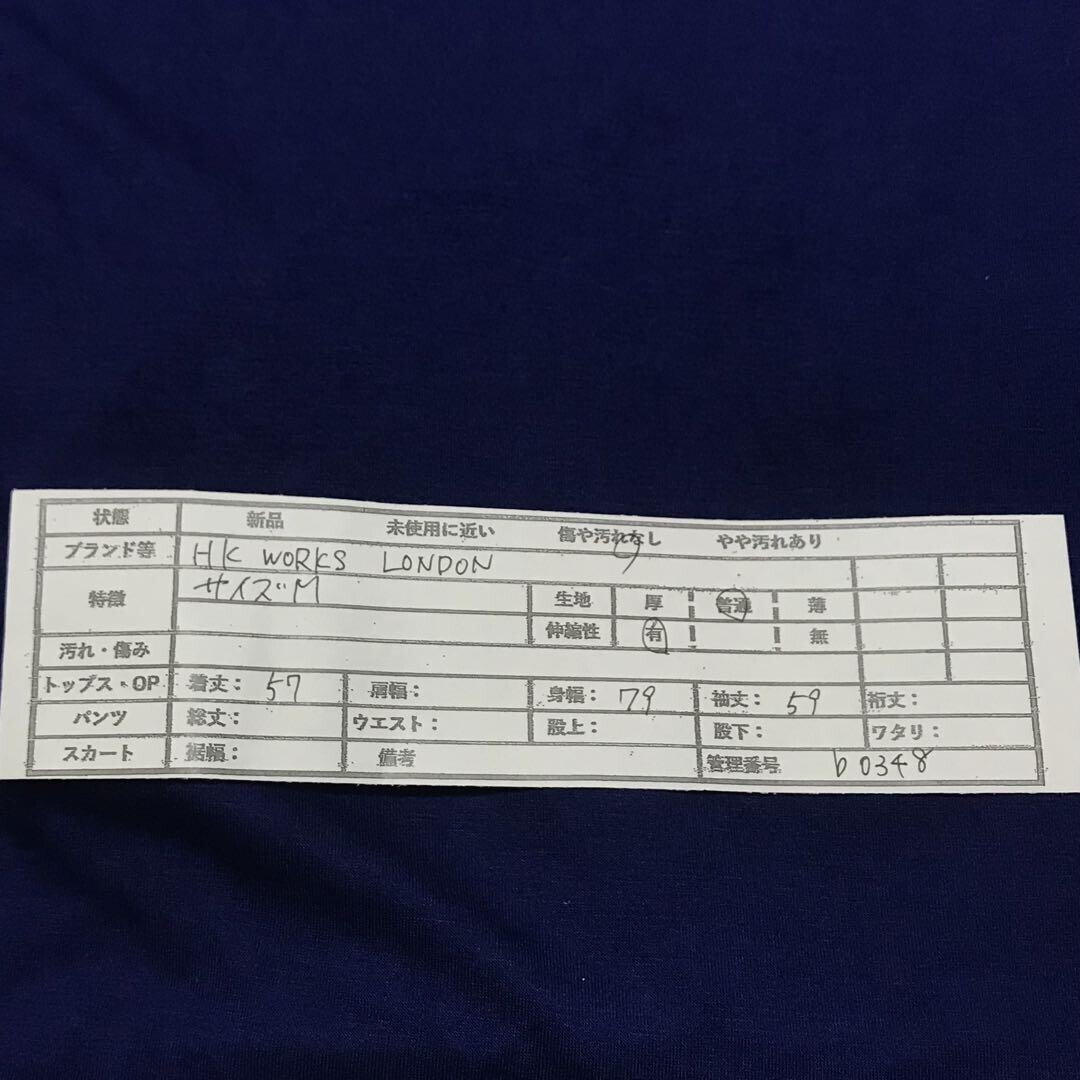 状態 新品 未使用に近い 傷や汚れなし やや汚れあり
ブランド等 HK WORKS LONDON
特徴 サイズM 生地 厚 普通 薄
伸縮性 有 無
汚れ・傷み
トップス・OP 着丈: 57 肩幅: 身幅: 79 袖丈: 59 裄丈:
パンツ 総丈: ウエスト: 股上: 股下: ワタリ:
スカート 裾幅: 備考 管理番号 b0348